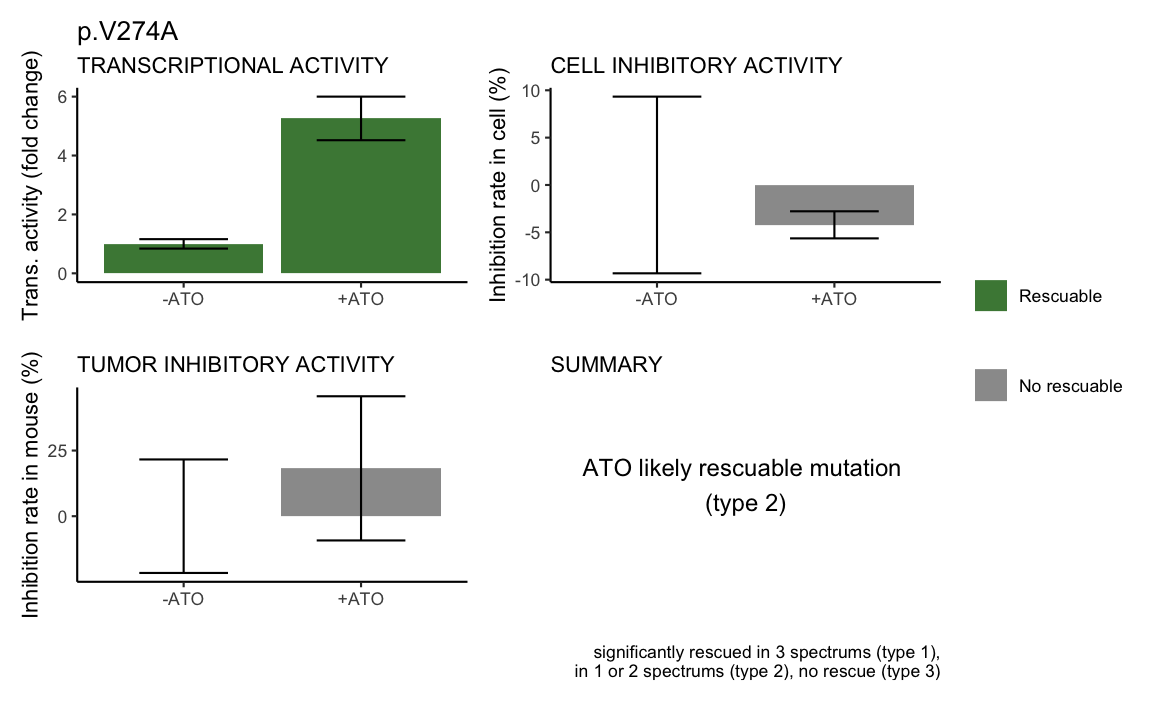 p.V274A
TRANSCRIPTIONAL ACTIVITY
Trans. activity (fold change)
6
4
2
0
-ATO
+ATO
CELL INHIBITORY ACTIVITY
Inhibition rate in cell (%)
10
5
0
-5
-10
-ATO
+ATO
Rescuable
No rescuable
TUMOR INHIBITORY ACTIVITY
Inhibition rate in mouse (%)
25
0
-ATO
+ATO
SUMMARY
ATO likely rescuable mutation
(type 2)
significantly rescued in 3 spectrums (type 1),
in 1 or 2 spectrums (type 2), no rescue (type 3)